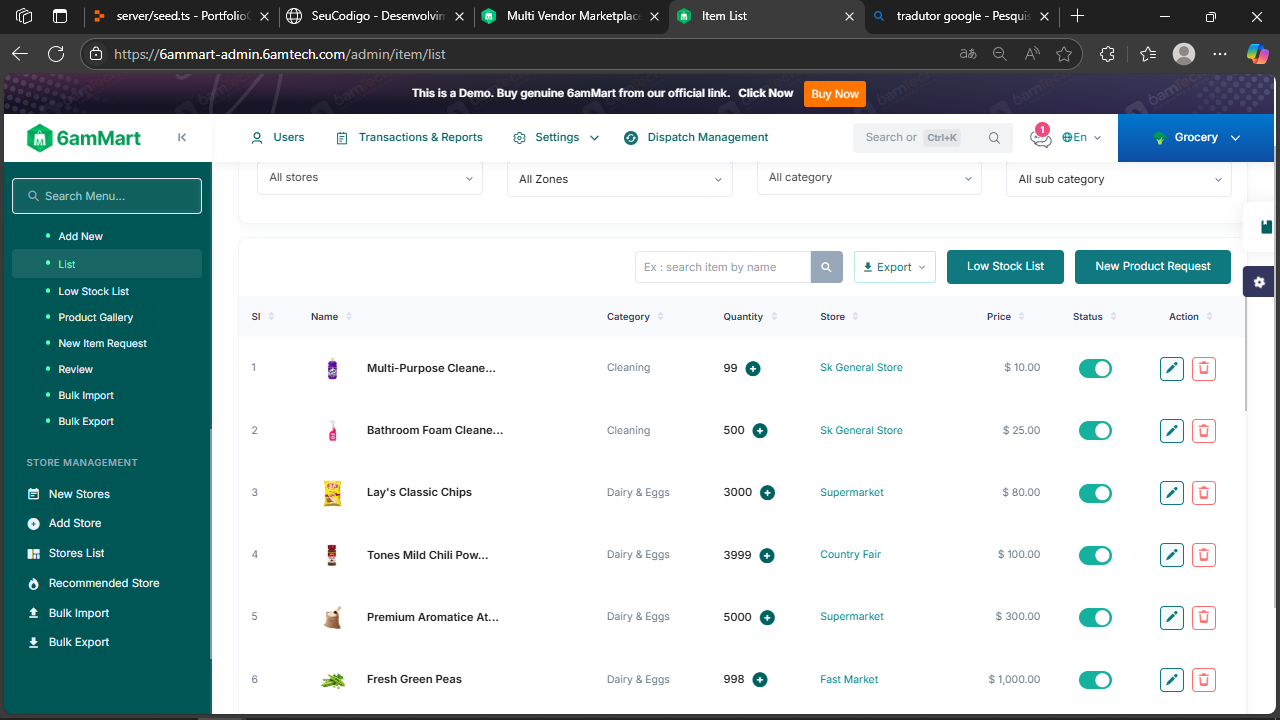 server/seed.ts - PortfolioC
SeuCodigo - Desenvolvim
Multi Vendor Marketplace
Item List
tradutor google - Pesquis
https://6ammart-admin.6amtech.com/admin/item/list
This is a Demo. Buy genuine 6amMart from our official link. Click Now Buy Now
6amMart
Users
Transactions & Reports
Settings
Dispatch Management
Search or Ctrl+K
1
En
Grocery
Search Menu...
Add New
List
Low Stock List
Product Gallery
New Item Request
Review
Bulk Import
Bulk Export
STORE MANAGEMENT
New Stores
Add Store
Stores List
Recommended Store
Bulk Import
Bulk Export
All stores All Zones All category All sub category
Ex : search item by name Export Low Stock List New Product Request
Sl Name Category Quantity Store Price Status Action
1 Multi-Purpose Cleane... Cleaning 99 Sk General Store $ 10.00
2 Bathroom Foam Cleane... Cleaning 500 Sk General Store $ 25.00
3 Lay's Classic Chips Dairy & Eggs 3000 Supermarket $ 80.00
4 Tones Mild Chili Pow... Dairy & Eggs 3999 Country Fair $ 100.00
5 Premium Aromatice At... Dairy & Eggs 5000 Supermarket $ 300.00
6 Fresh Green Peas Dairy & Eggs 998 Fast Market $ 1,000.00